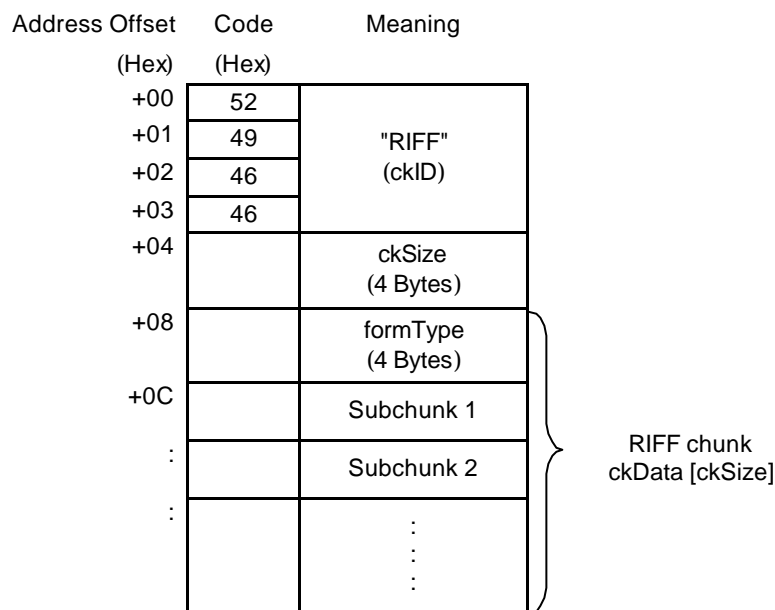 Address Offset Code Meaning
(Hex) (Hex)
+00 52
+01 49 "RIFF"
+02 46 (ckID)
+03 46
+04 ckSize
(4 Bytes)
+08 formType
(4 Bytes)
+0C Subchunk 1
: Subchunk 2
RIFF chunk
ckData [ckSize]
: :
:
: